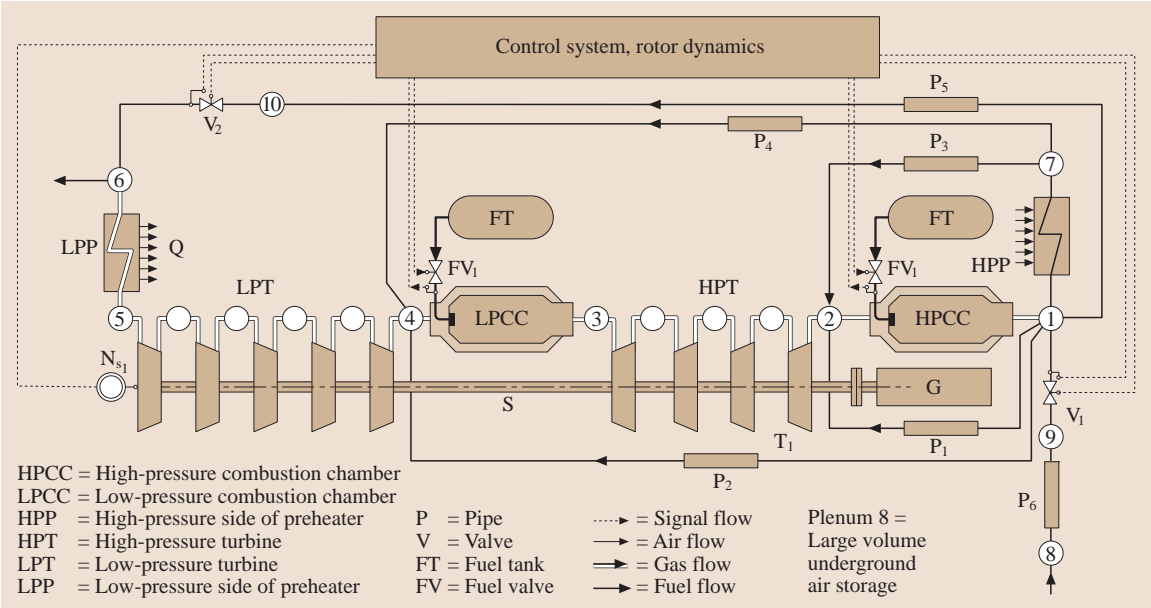 Control system, rotor dynamics
P5
10
V2
P4
P3
7
6
FT
FT
LPP
Q
FV1
FV1
HPP
LPT
HPT
5
4
LPCC
3
2
HPCC
1
Ns1
S
G
V1
T1
P1
9
P2
P6
8
HPCC = High-pressure combustion chamber
LPCC = Low-pressure combustion chamber
HPP = High-pressure side of preheater
HPT = High-pressure turbine
LPT = Low-pressure turbine
LPP = Low-pressure side of preheater
P = Pipe
V = Valve
FT = Fuel tank
FV = Fuel valve
= Signal flow
= Air flow
= Gas flow
= Fuel flow
Plenum 8 =
Large volume
underground
air storage